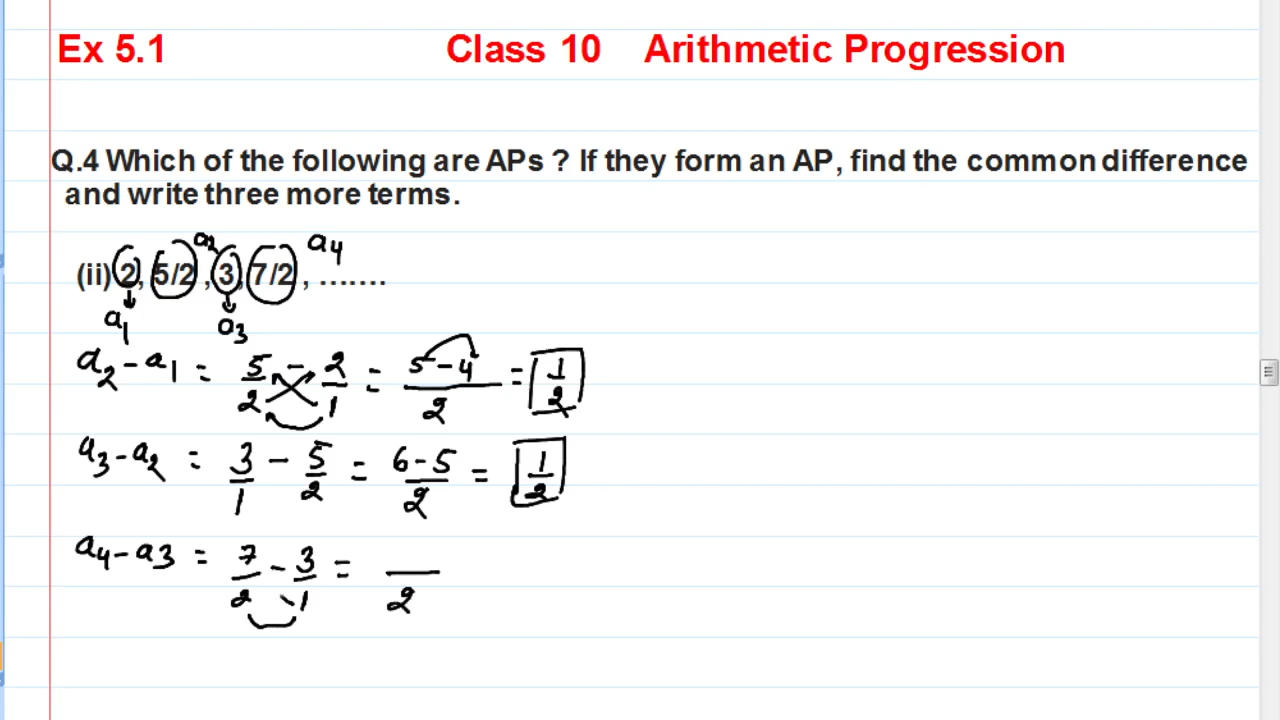 Ex 5.1 Class 10 Arithmetic Progression
Q.4 Which of the following are APs ? If they form an AP, find the common difference
and write three more terms.
a2 a4
(ii) 2, 5/2 , 3, 7/2 , .......
a1 a3
a2 - a1 = 5/2 - 2/1 = (5 - 4)/2 = 1/2
a3 - a2 = 3/1 - 5/2 = (6 - 5)/2 = 1/2
a4 - a3 = 7/2 - 3/1 = /2